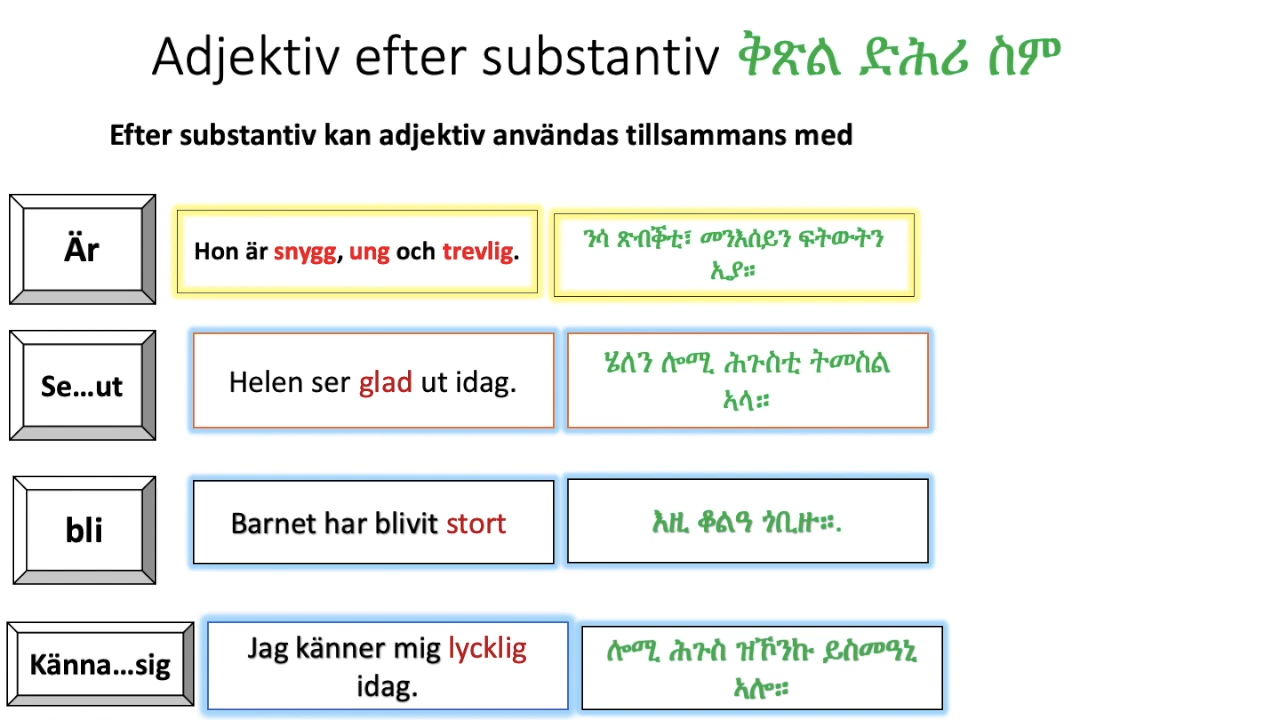 Adjektiv efter substantiv ቅጽል ድሕሪ ስም
Efter substantiv kan adjektiv användas tillsammans med
Är
Hon är snygg, ung och trevlig.
ንሳ ጽብቕቲ፣ መንእሰይን ፍትውትን
ኢያ።
Se...ut
Helen ser glad ut idag.
ሄለን ሎሚ ሕጉስቲ ትመስል
ኣላ።
bli
Barnet har blivit stort
እዚ ቆልዓ ጎቢዙ።.
Känna...sig
Jag känner mig lycklig
idag.
ሎሚ ሕጉስ ዝኾንኩ ይስመዓኒ
ኣሎ።